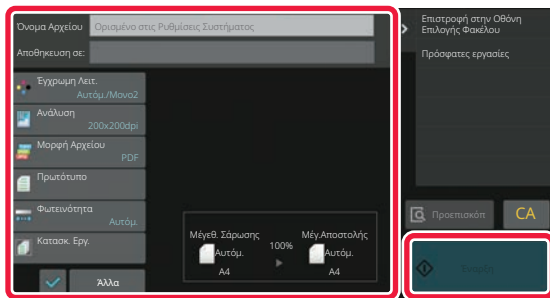 Όνομα Αρχείου
Ορισμένο στις Ρυθμίσεις Συστήματος
Αποθηκευση σε:
Έγχρωμη Λειτ.
Αυτόμ./Μονο2
Ανάλυση
200x200dpi
Μορφή Αρχείου
PDF
Πρωτότυπο
Φωτεινότητα
Αυτόμ.
Κατασκ. Εργ.
Άλλα
Μέγεθ. Σάρωσης
Αυτόμ.
A4
100%
Μέγ.Αποστολής
Αυτόμ.
A4
Επιστροφή στην Οθόνη
Επιλογής Φακέλου
Πρόσφατες εργασίες
Προεπισκόπ
CA
Έναρξη